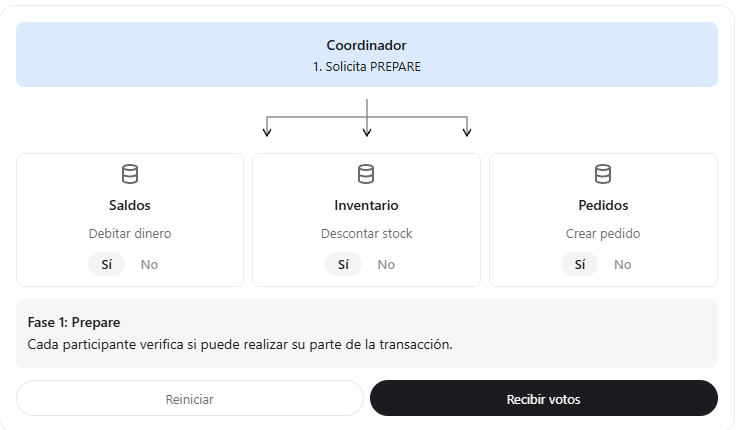 Coordinador
1. Solicita PREPARE
Saldos
Debitar dinero
Sí No
Inventario
Descontar stock
Sí No
Pedidos
Crear pedido
Sí No
Fase 1: Prepare
Cada participante verifica si puede realizar su parte de la transacción.
Reiniciar
Recibir votos